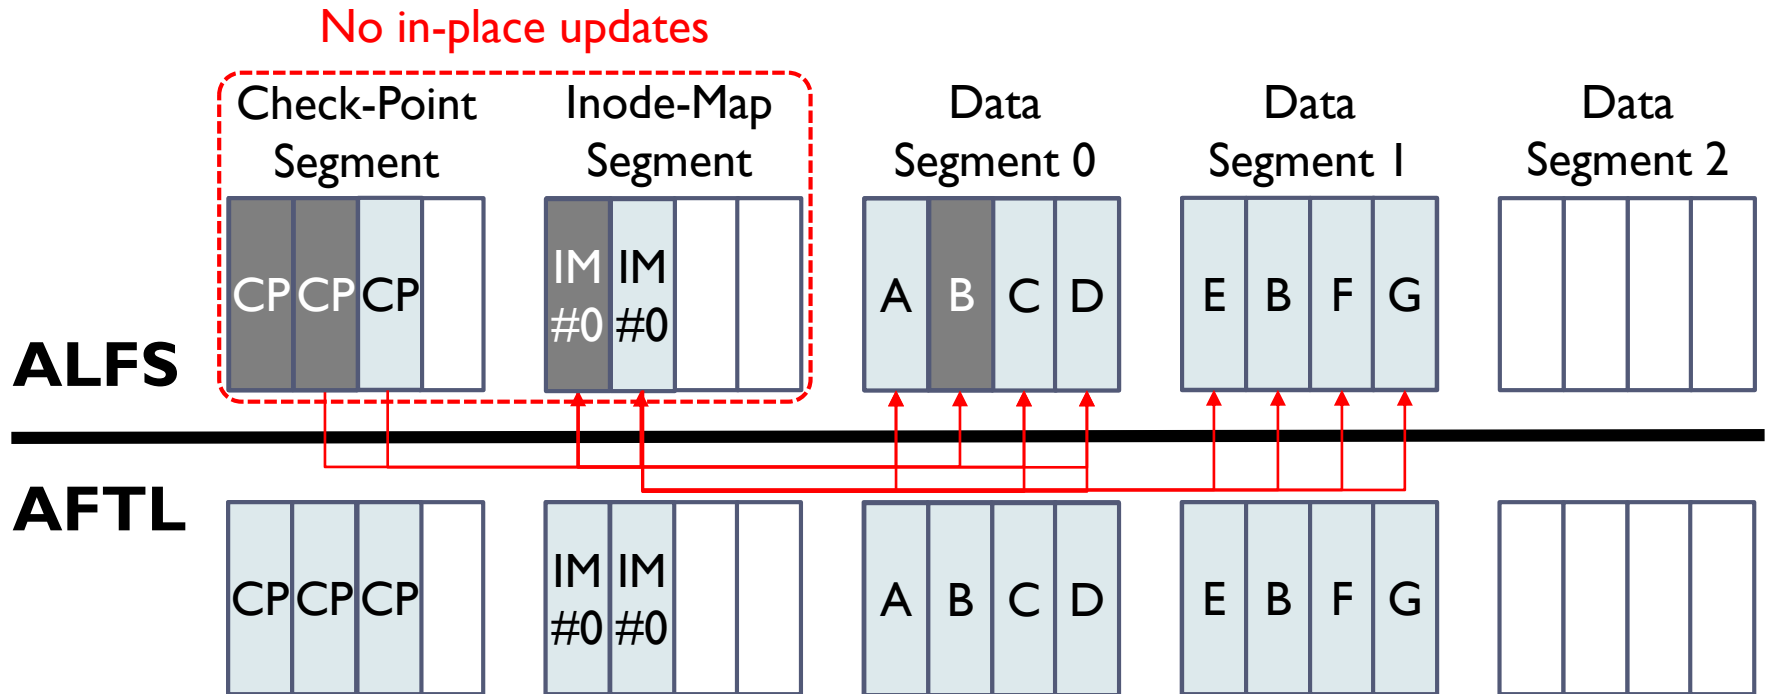 No in-place updates
Check-Point Segment
Inode-Map Segment
Data Segment 0
Data Segment 1
Data Segment 2
ALFS
CP CP CP
IM #0 IM #0
A B C D
E B F G
AFTL
CP CP CP
IM #0 IM #0
A B C D
E B F G